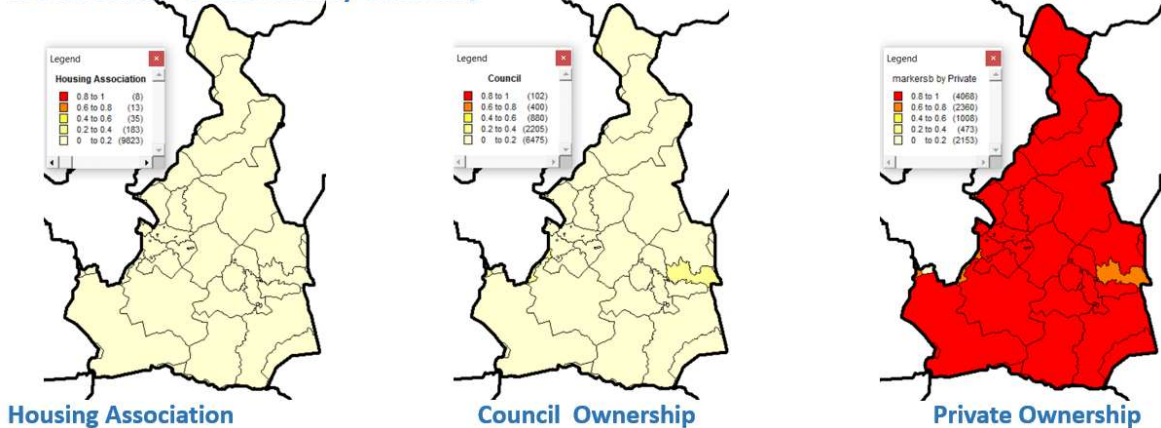 Legend
Housing Association
0.8 to 1 (8)
0.6 to 0.8 (13)
0.4 to 0.6 (35)
0.2 to 0.4 (183)
0 to 0.2 (9823)
Legend
Council
0.8 to 1 (102)
0.6 to 0.8 (400)
0.4 to 0.6 (880)
0.2 to 0.4 (2205)
0 to 0.2 (6475)
Legend
markersb by Private
0.8 to 1 (4068)
0.6 to 0.8 (2360)
0.4 to 0.6 (1008)
0.2 to 0.4 (473)
0 to 0.2 (2153)
Housing Association
Council Ownership
Private Ownership